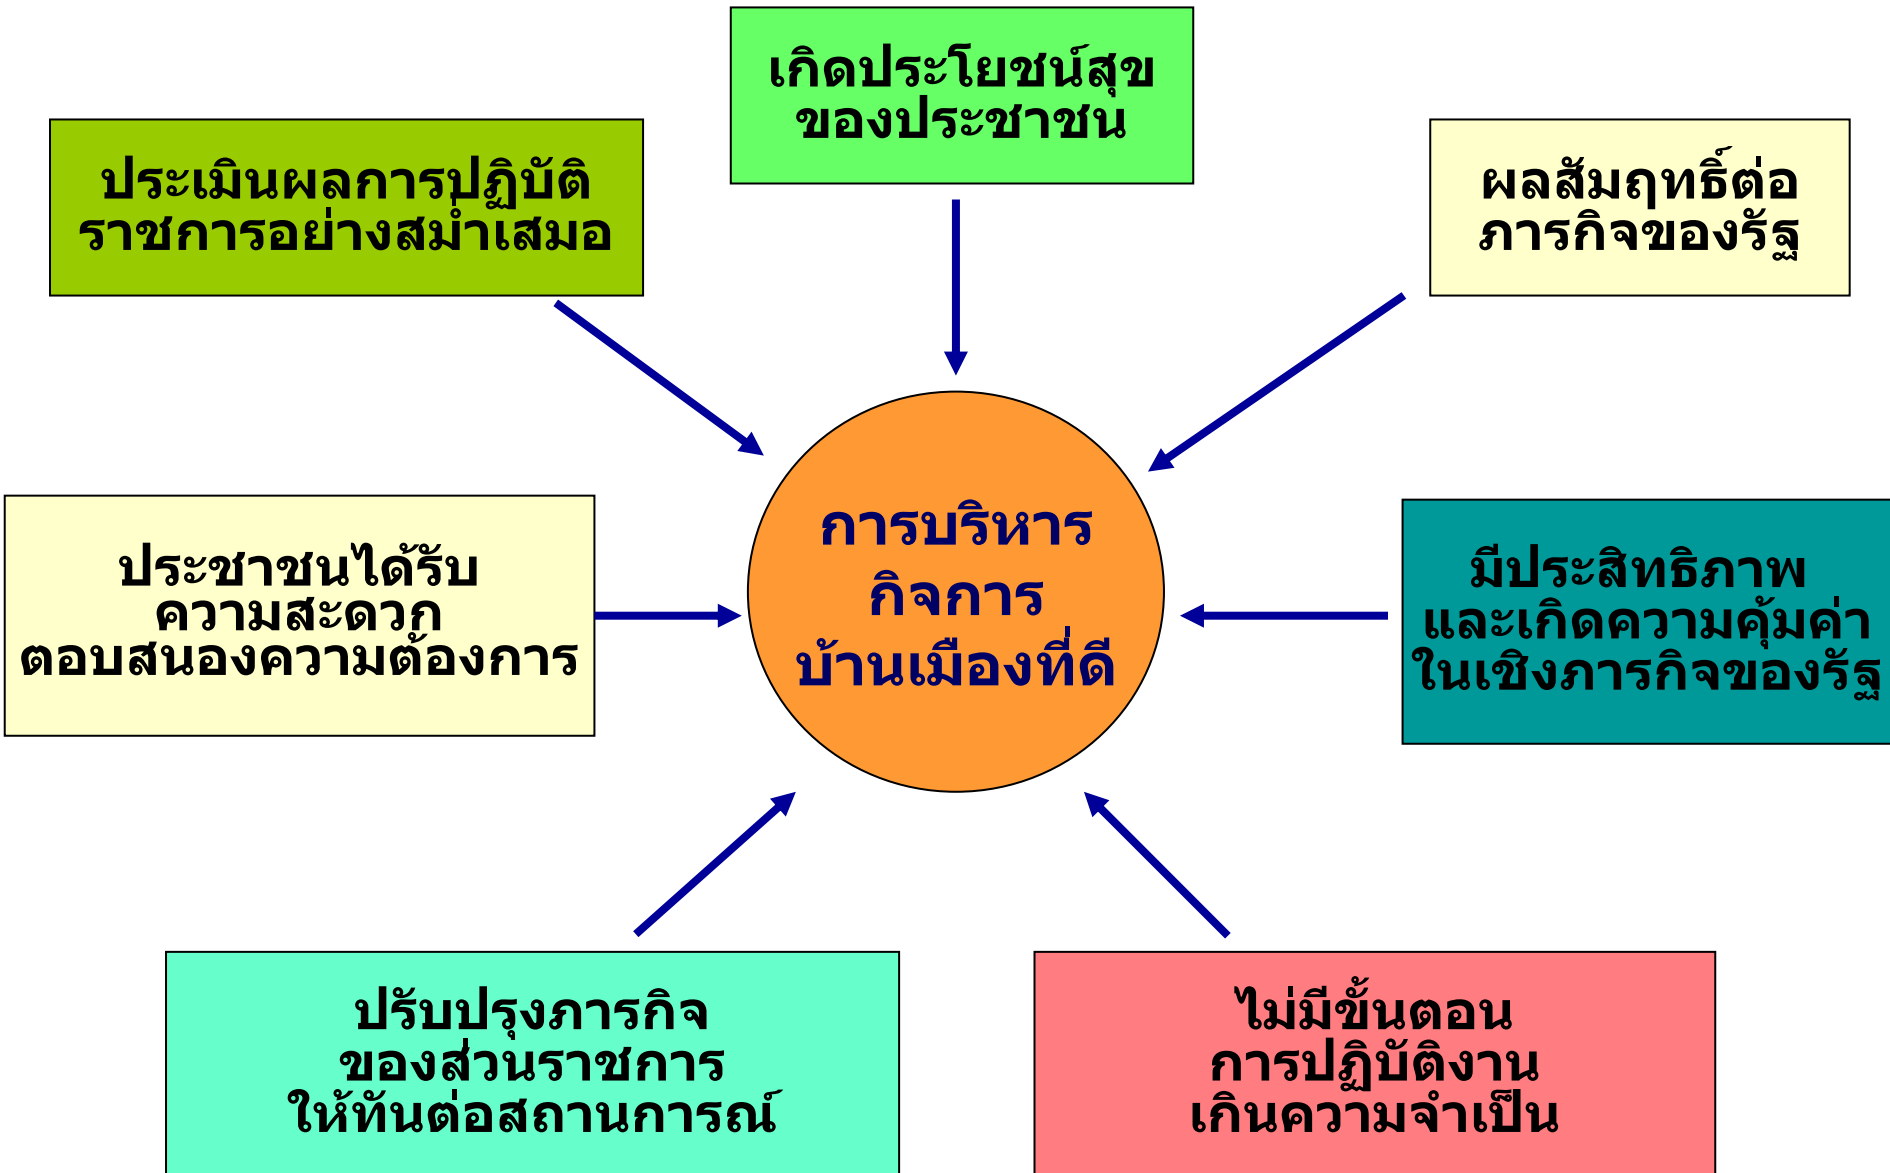 เกิดประโยชน์สุข
ของประชาชน
ประเมินผลการปฏิบัติ
ราชการอย่างสม่ำเสมอ
ผลสัมฤทธิ์ต่อ
ภารกิจของรัฐ
ประชาชนได้รับ
ความสะดวก
ตอบสนองความต้องการ
การบริหาร
กิจการ
บ้านเมืองที่ดี
มีประสิทธิภาพ
และเกิดความคุ้มค่า
ในเชิงภารกิจของรัฐ
ปรับปรุงภารกิจ
ของส่วนราชการ
ให้ทันต่อสถานการณ์
ไม่มีขั้นตอน
การปฏิบัติงาน
เกินความจำเป็น